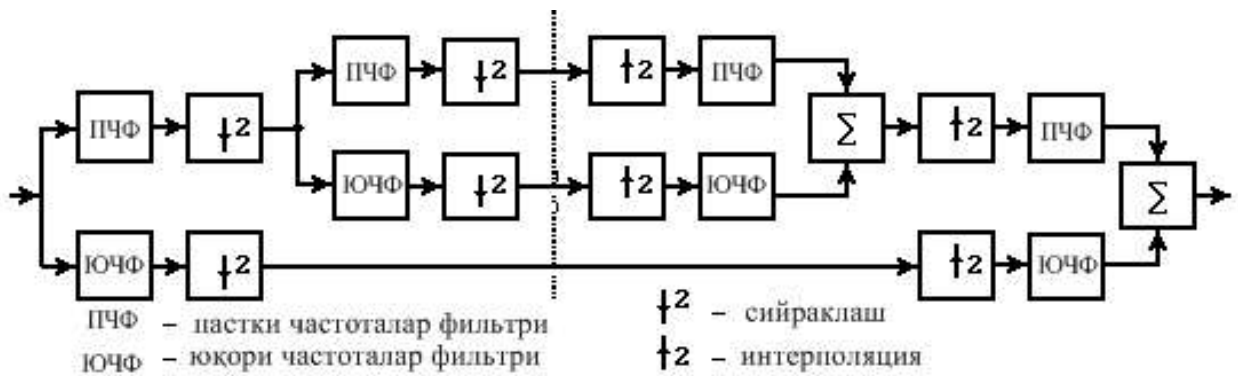 ПЧФ ↓2 ↑2 ПЧФ
ПЧФ ↓2 Σ ↑2 ПЧФ
ЮЧФ ↓2 ↑2 ЮЧФ Σ
ЮЧФ ↓2 ↑2 ЮЧФ
ПЧФ – пастки частоталар фильтри
ЮЧФ – юқори частоталар фильтри
↓2 – сийраклаш
↑2 – интерполяция